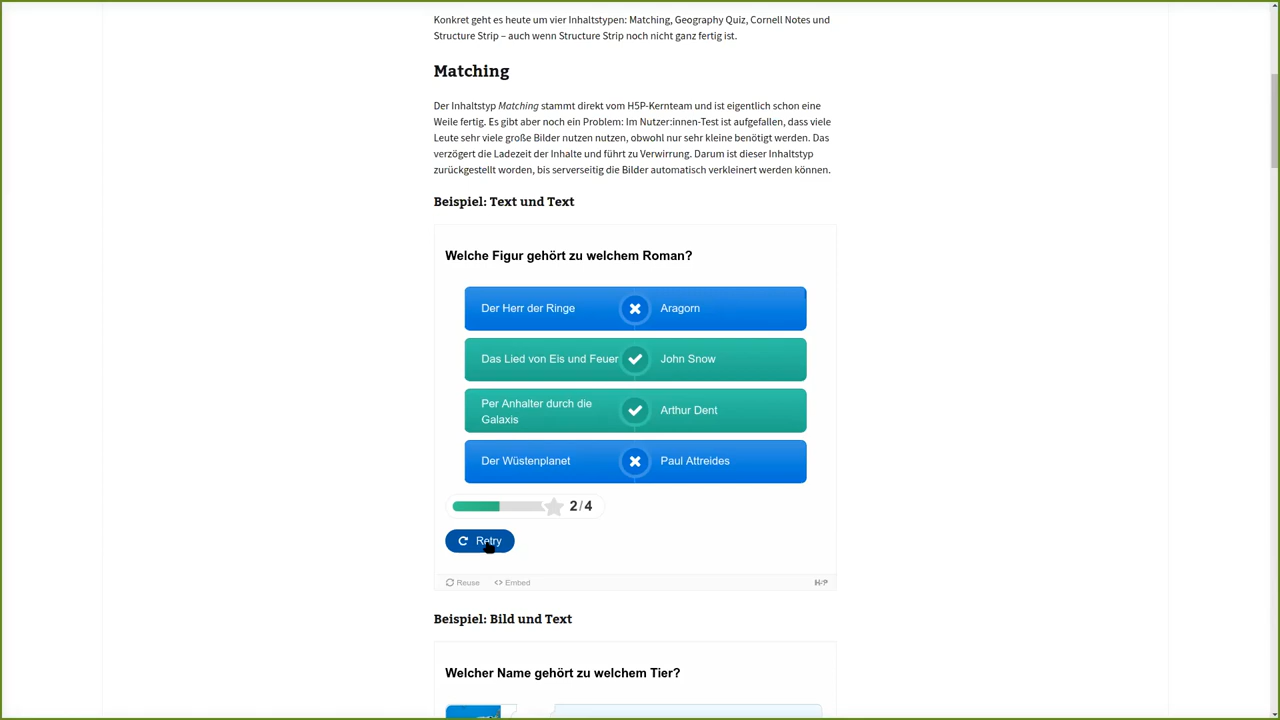 Konkret geht es heute um vier Inhaltstypen: Matching, Geography Quiz, Cornell Notes und
Structure Strip – auch wenn Structure Strip noch nicht ganz fertig ist.
Matching
Der Inhaltstyp Matching stammt direkt vom H5P-Kernteam und ist eigentlich schon eine
Weile fertig. Es gibt aber noch ein Problem: Im Nutzer:innen-Test ist aufgefallen, dass viele
Leute sehr viele große Bilder nutzen nutzen, obwohl nur sehr kleine benötigt werden. Das
verzögert die Ladezeit der Inhalte und führt zu Verwirrung. Darum ist dieser Inhaltstyp
zurückgestellt worden, bis serverseitig die Bilder automatisch verkleinert werden können.
Beispiel: Text und Text
Welche Figur gehört zu welchem Roman?
Der Herr der Ringe Aragorn
Das Lied von Eis und Feuer John Snow
Per Anhalter durch die
Galaxis
Arthur Dent
Der Wüstenplanet Paul Attreides
2/4
Retry
Reuse Embed H5P
Beispiel: Bild und Text
Welcher Name gehört zu welchem Tier?